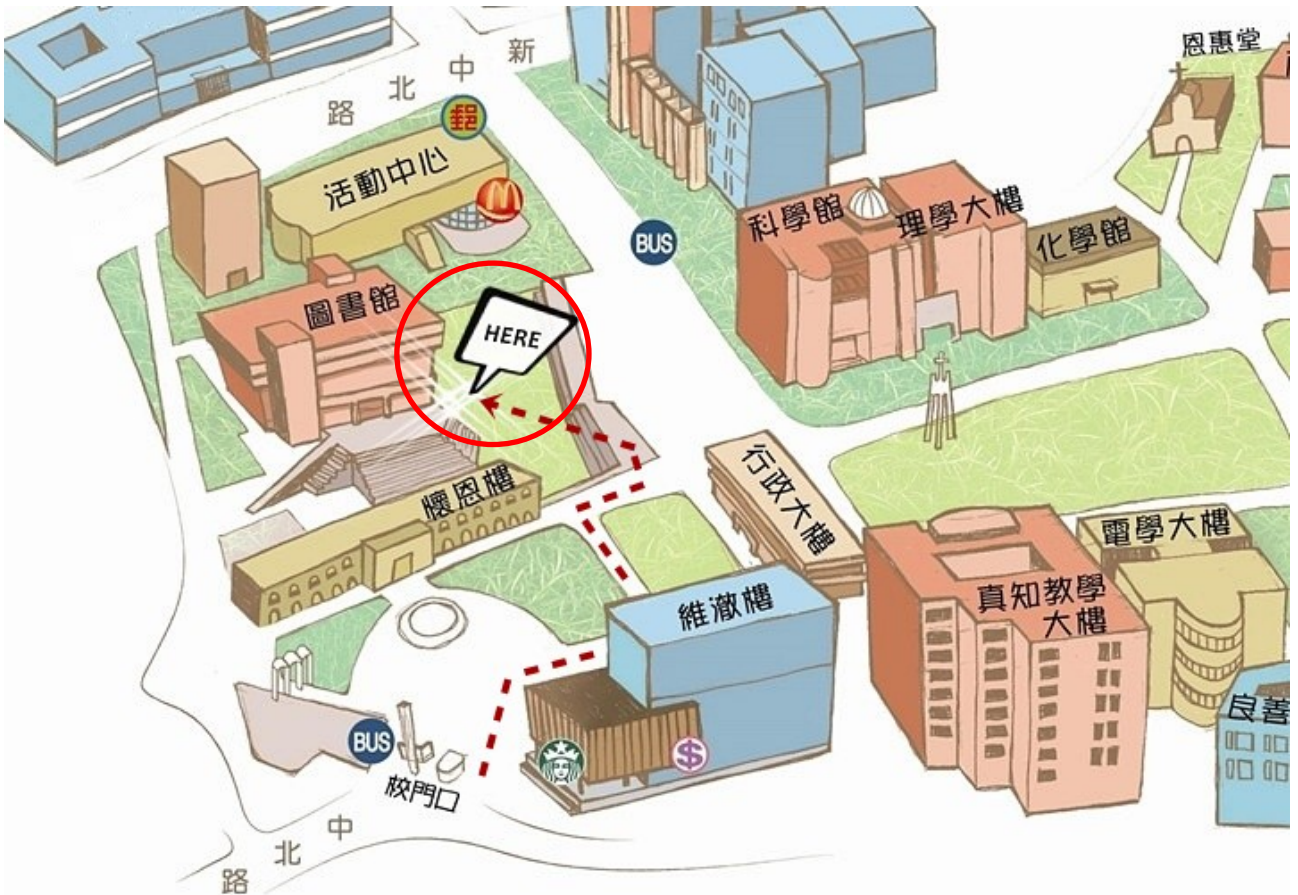 新中北路
恩惠堂
郵
活動中心
科學館
理學大樓
化學館
BUS
圖書館
HERE
行政大樓
懷恩樓
電學大樓
真知教學
大樓
維澈樓
良善
BUS
$
校門口
中北路